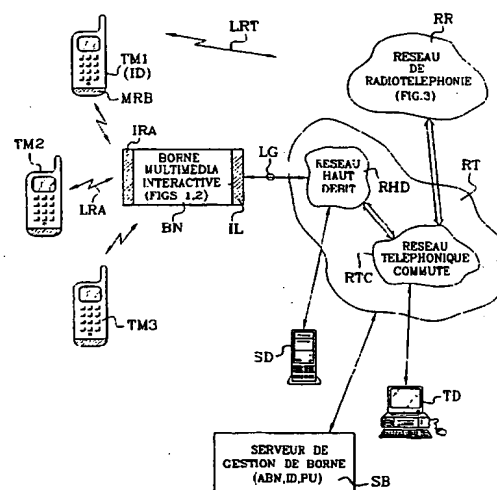 LRT
RR
TM1
(ID)
MRB
RESEAU
DE
RADIOTELEPHONIE
(FIG.3)
TM2
IRA
LRA
BORNE
MULTIMÉDIA
INTERACTIVE
(FIGS 1,2)
BN
IL
LG
RESEAU
HAUT
DEBIT
RHD
RT
RESEAU
TELEPHONIQUE
COMMUTE
RTC
TM3
SD
TD
SERVEUR
DE
GESTION DE BORNE
(ABN,ID,PU)
SB